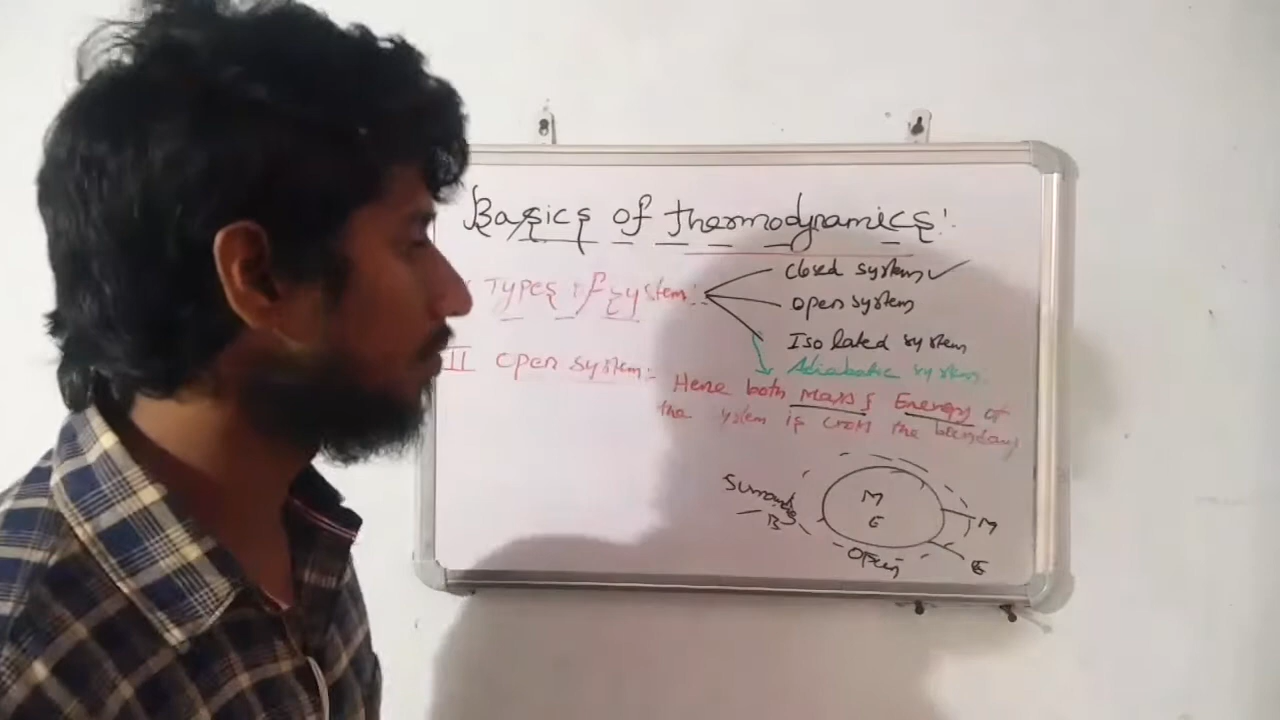 Basics of thermodynamics:-
Types of system:-
closed system ✓
open system
Isolated system
Adiabatic system
II open system:-
Here both Mass & Energy of
the system is cross the boundary
M
E
M
E
B
open